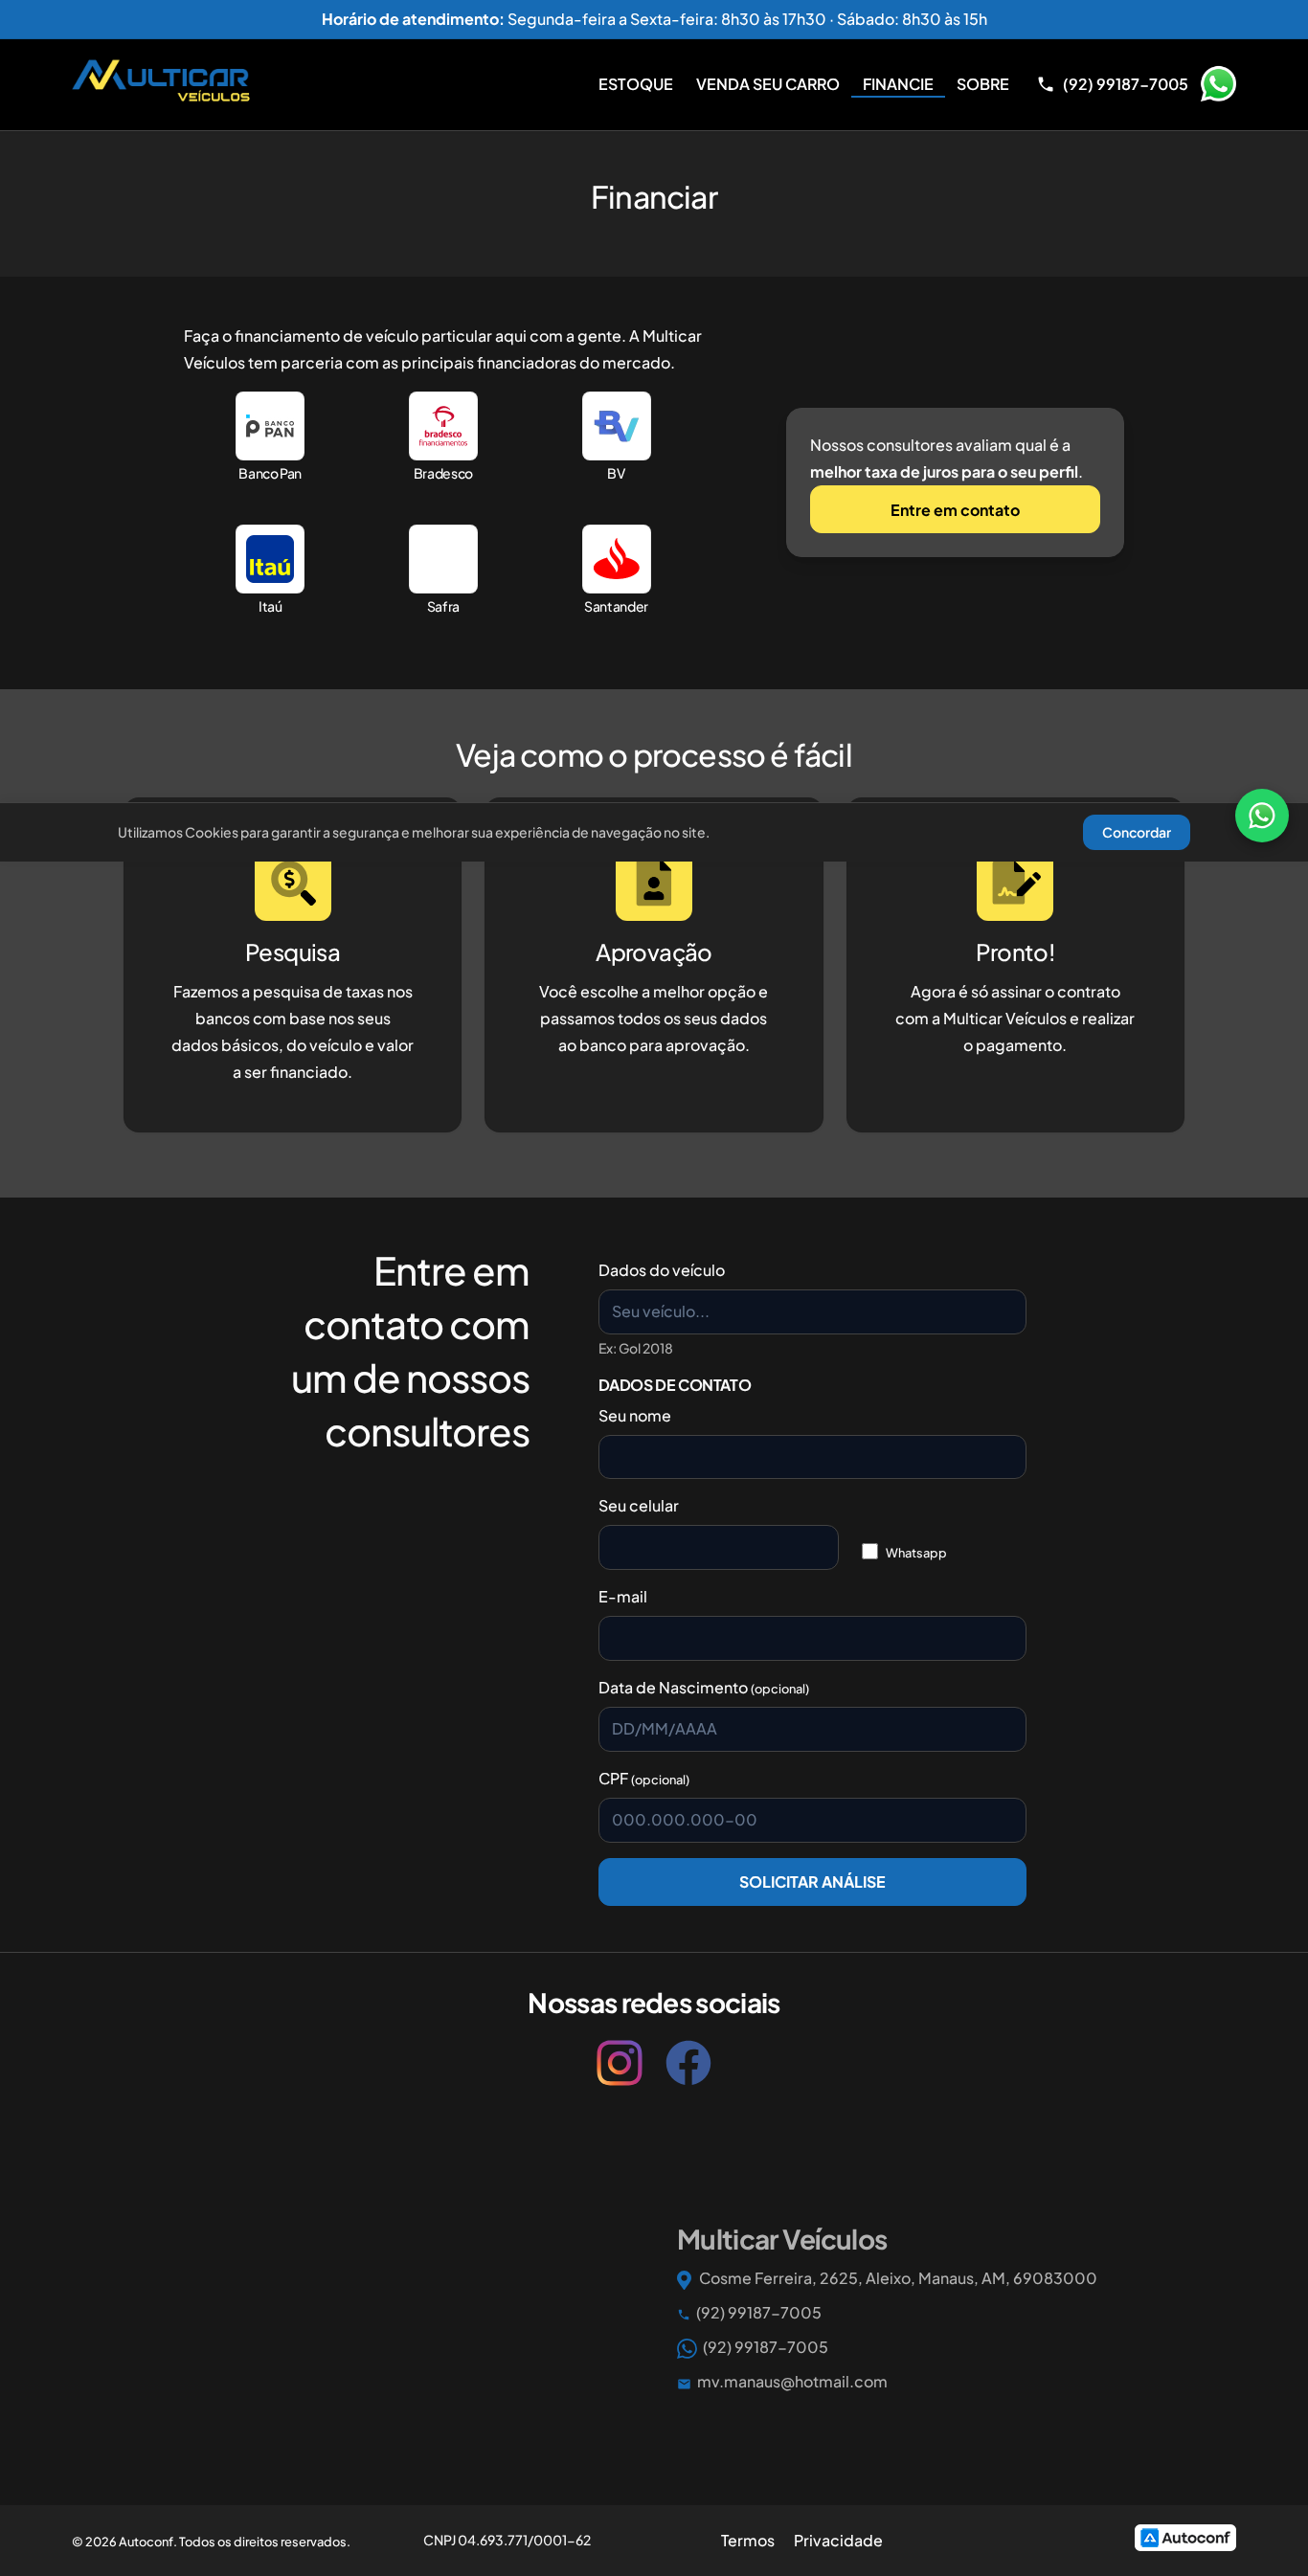 Horário de atendimento: Segunda-feira a Sexta-feira: 8h30 às 17h30 · Sábado: 8h30 às 15h
MULTICAR
VEÍCULOS
ESTOQUE
VENDA SEU CARRO
FINANCIE
SOBRE
(92) 99187-7005
Financiar
Faça o financiamento de veículo particular aqui com a gente. A Multicar
Veículos tem parceria com as principais financiadoras do mercado.
BANCO
PAN
Banco Pan
bradesco
financiamentos
Bradesco
BV
BV
Itaú
Itaú
Safra
Santander
Nossos consultores avaliam qual é a
melhor taxa de juros para o seu perfil.
Entre em contato
Veja como o processo é fácil
Utilizamos Cookies para garantir a segurança e melhorar sua experiência de navegação no site.
Concordar
Pesquisa
Fazemos a pesquisa de taxas nos
bancos com base nos seus
dados básicos, do veículo e valor
a ser financiado.
Aprovação
Você escolhe a melhor opção e
passamos todos os seus dados
ao banco para aprovação.
Pronto!
Agora é só assinar o contrato
com a Multicar Veículos e realizar
o pagamento.
Entre em
contato com
um de nossos
consultores
Dados do veículo
Seu veículo...
Ex: Gol 2018
DADOS DE CONTATO
Seu nome
Seu celular
Whatsapp
E-mail
Data de Nascimento (opcional)
DD/MM/AAAA
CPF (opcional)
000.000.000-00
SOLICITAR ANÁLISE
Nossas redes sociais
Multicar Veículos
Cosme Ferreira, 2625, Aleixo, Manaus, AM, 69083000
(92) 99187-7005
(92) 99187-7005
mv.manaus@hotmail.com
© 2026 Autoconf. Todos os direitos reservados.
CNPJ 04.693.771/0001-62
Termos
Privacidade
Autoconf